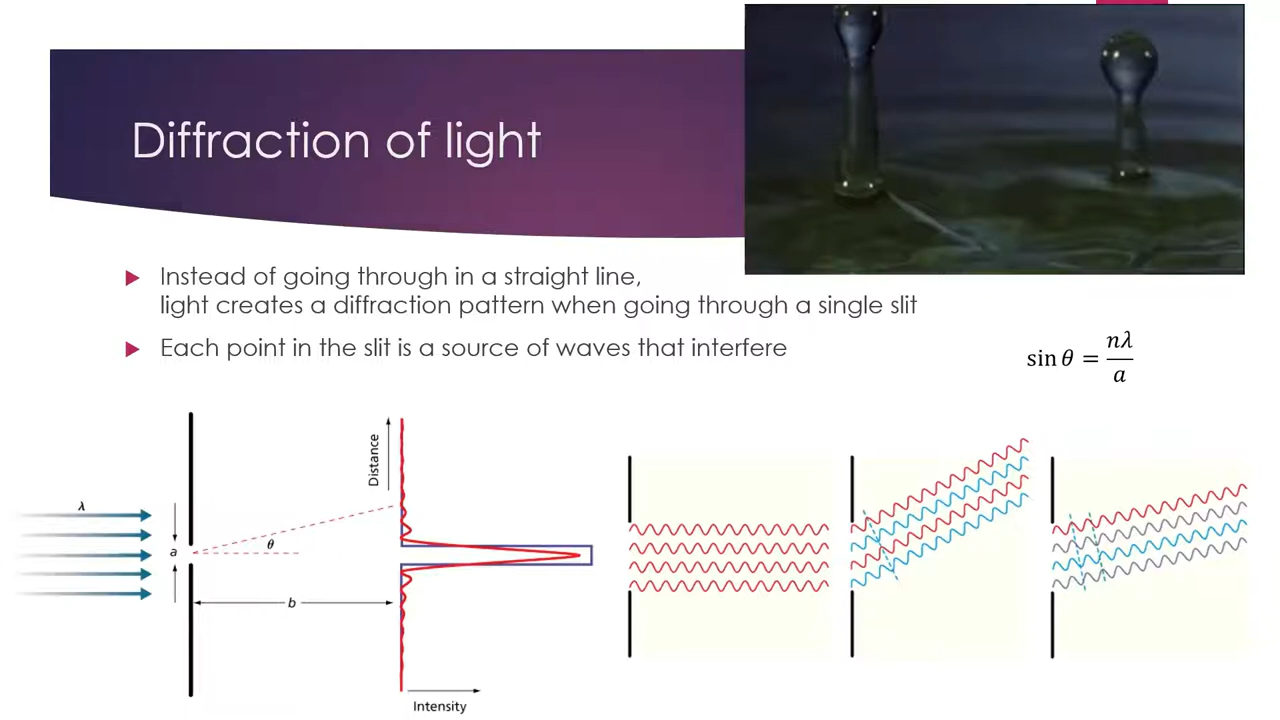 Diffraction of light
Instead of going through in a straight line,
light creates a diffraction pattern when going through a single slit
Each point in the slit is a source of waves that interfere
sin θ = nλ/a
Distance
λ
a
θ
b
Intensity